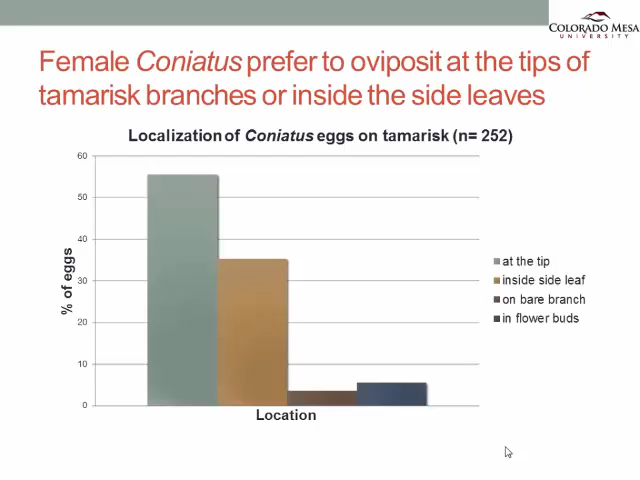 COLORADO MESA
UNIVERSITY
Female Coniatus prefer to oviposit at the tips of
tamarisk branches or inside the side leaves
Localization of Coniatus eggs on tamarisk (n= 252)
60
50
40
30
20
10
0
% of eggs
Location
at the tip
inside side leaf
on bare branch
in flower buds